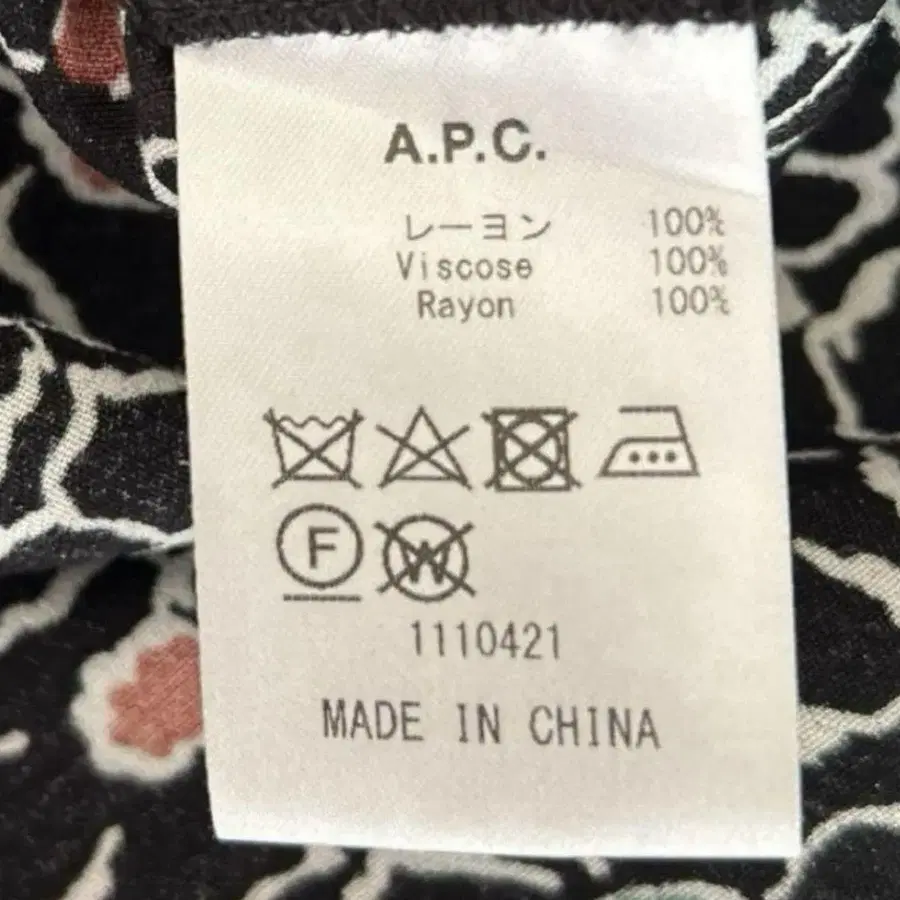 A.P.C.
レーヨン 100%
Viscose 100%
Rayon 100%
F W
1110421
MADE IN CHINA